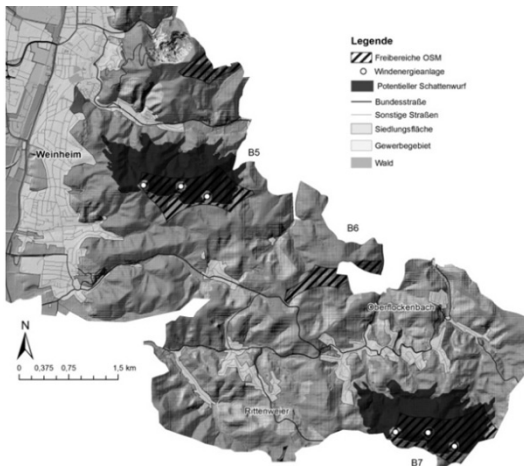 Legende
Freibereiche OSM
Windenergieanlage
Potentieller Schattenwurf
Bundesstraße
Sonstige Straßen
Siedlungsfläche
Gewerbegebiet
Wald
Weinheim
B5
B6
Oberflockenbach
N
0 0,375 0,75 1,5 km
Rittenweier
B7